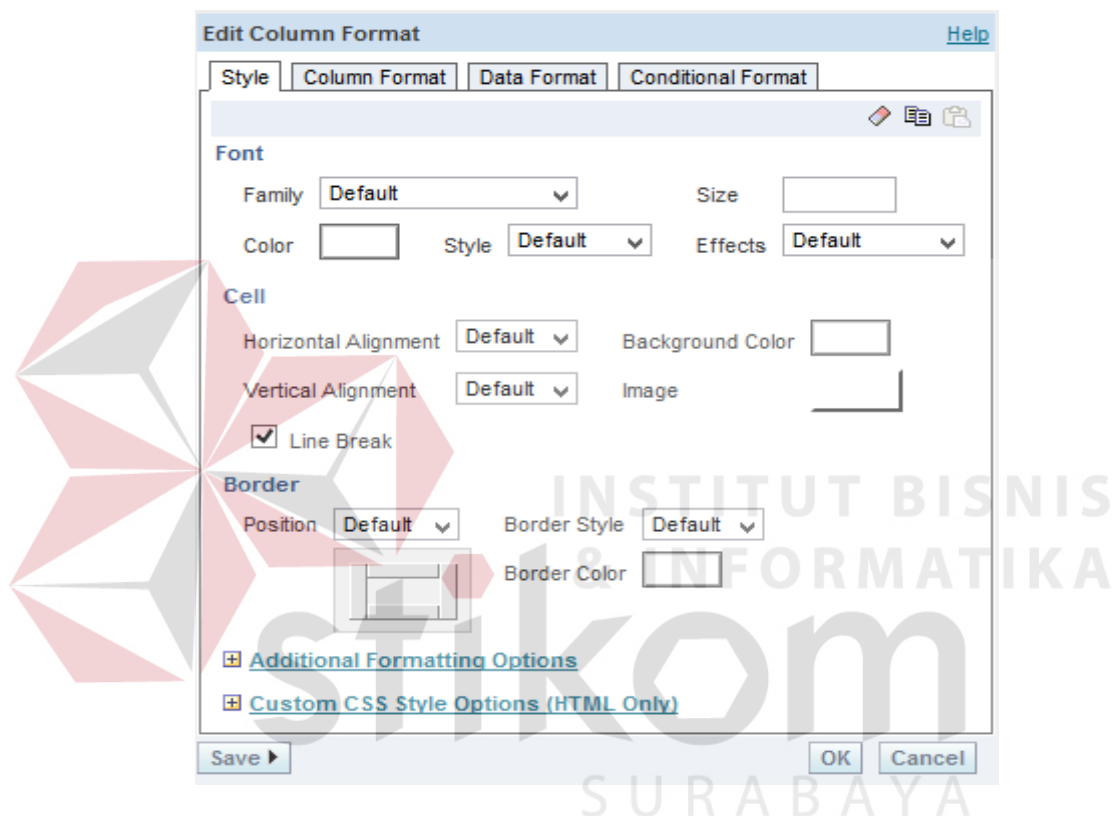 Edit Column Format Help
Style Column Format Data Format Conditional Format
Font
Family Default Size
Color Style Default Effects Default
Cell
Horizontal Alignment Default Background Color
Vertical Alignment Default Image
Line Break
Border
Position Default Border Style Default
Border Color
Additional Formatting Options
Custom CSS Style Options (HTML Only)
Save OK Cancel
INSTITUT BISNIS
& INFORMATIKA
stikom
SURABAYA